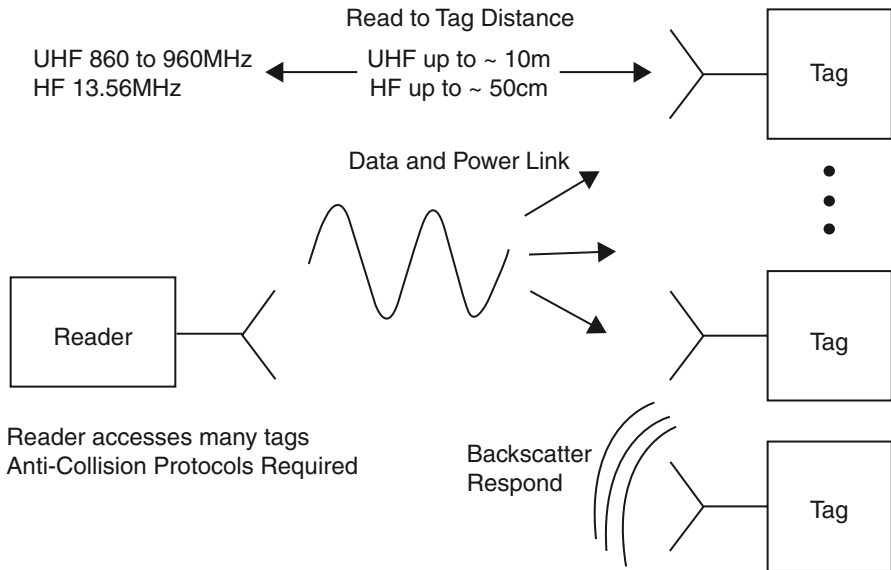 Read to Tag Distance
UHF 860 to 960MHz
HF 13.56MHz
UHF up to ~ 10m
HF up to ~ 50cm
Tag
Data and Power Link
Reader
Tag
Reader accesses many tags
Anti-Collision Protocols Required
Backscatter
Respond
Tag